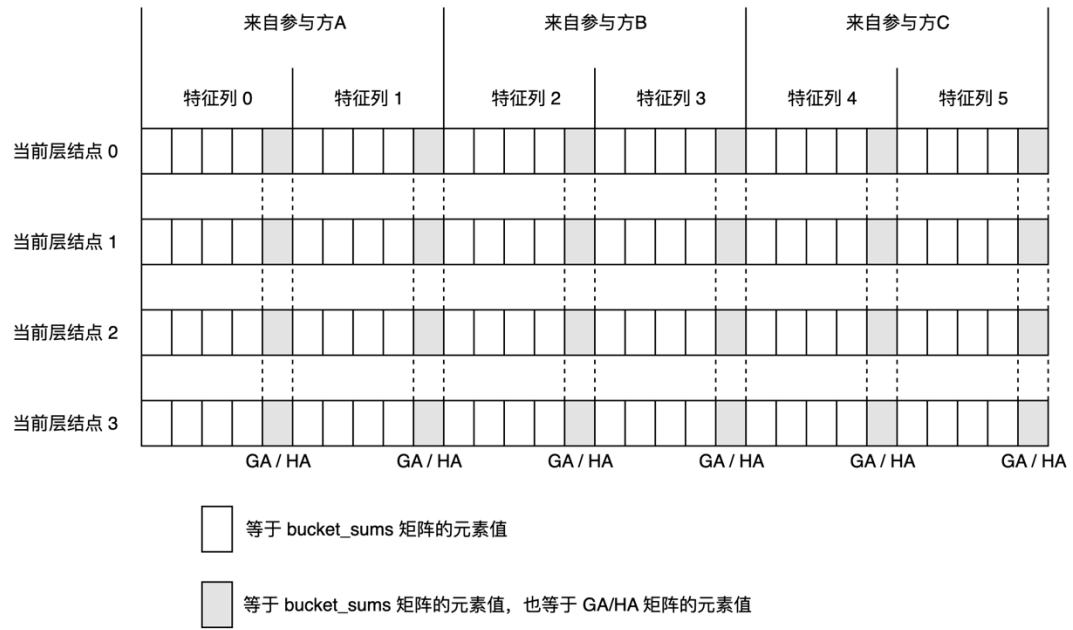 来自参与方A 来自参与方B 来自参与方C
特征列 0 特征列 1 特征列 2 特征列 3 特征列 4 特征列 5
当前层结点 0
当前层结点 1
当前层结点 2
当前层结点 3
GA / HA GA / HA GA / HA GA / HA GA / HA GA / HA
等于 bucket_sums 矩阵的元素值
等于 bucket_sums 矩阵的元素值，也等于 GA/HA 矩阵的元素值